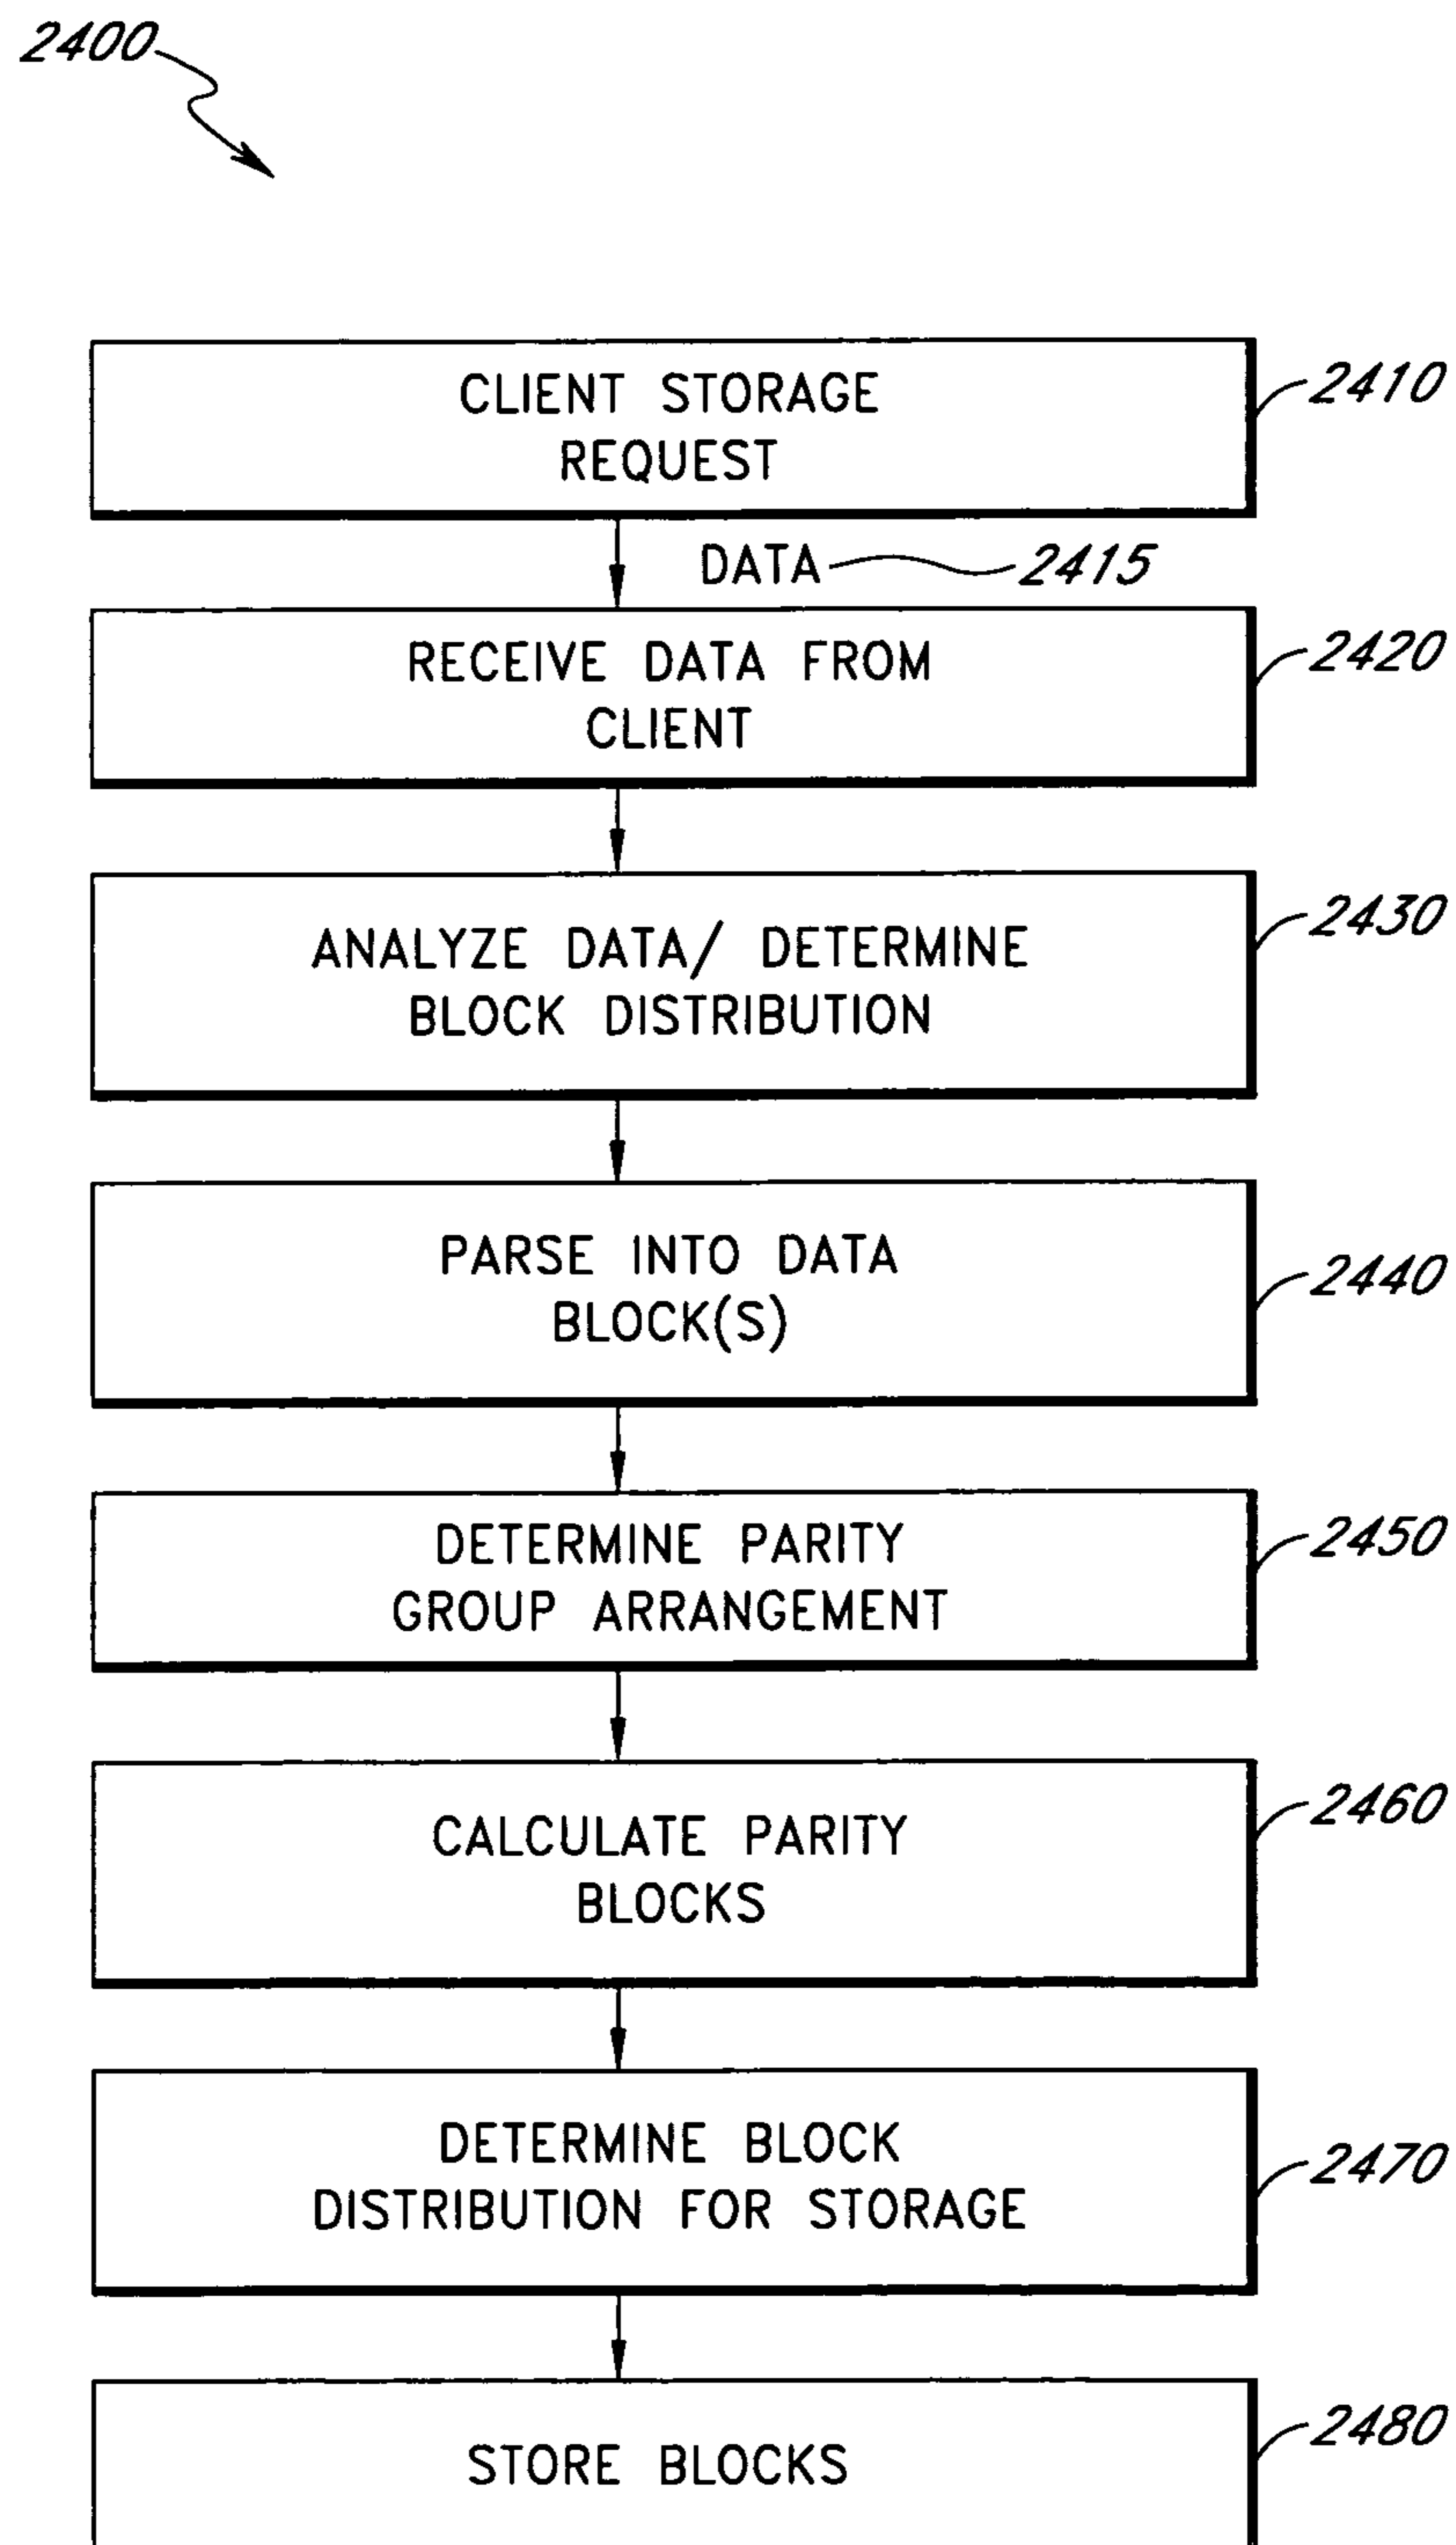 2400
CLIENT STORAGE
REQUEST
2410
DATA 2415
RECEIVE DATA FROM
CLIENT
2420
ANALYZE DATA/ DETERMINE
BLOCK DISTRIBUTION
2430
PARSE INTO DATA
BLOCK(S)
2440
DETERMINE PARITY
GROUP ARRANGEMENT
2450
CALCULATE PARITY
BLOCKS
2460
DETERMINE BLOCK
DISTRIBUTION FOR STORAGE
2470
STORE BLOCKS
2480